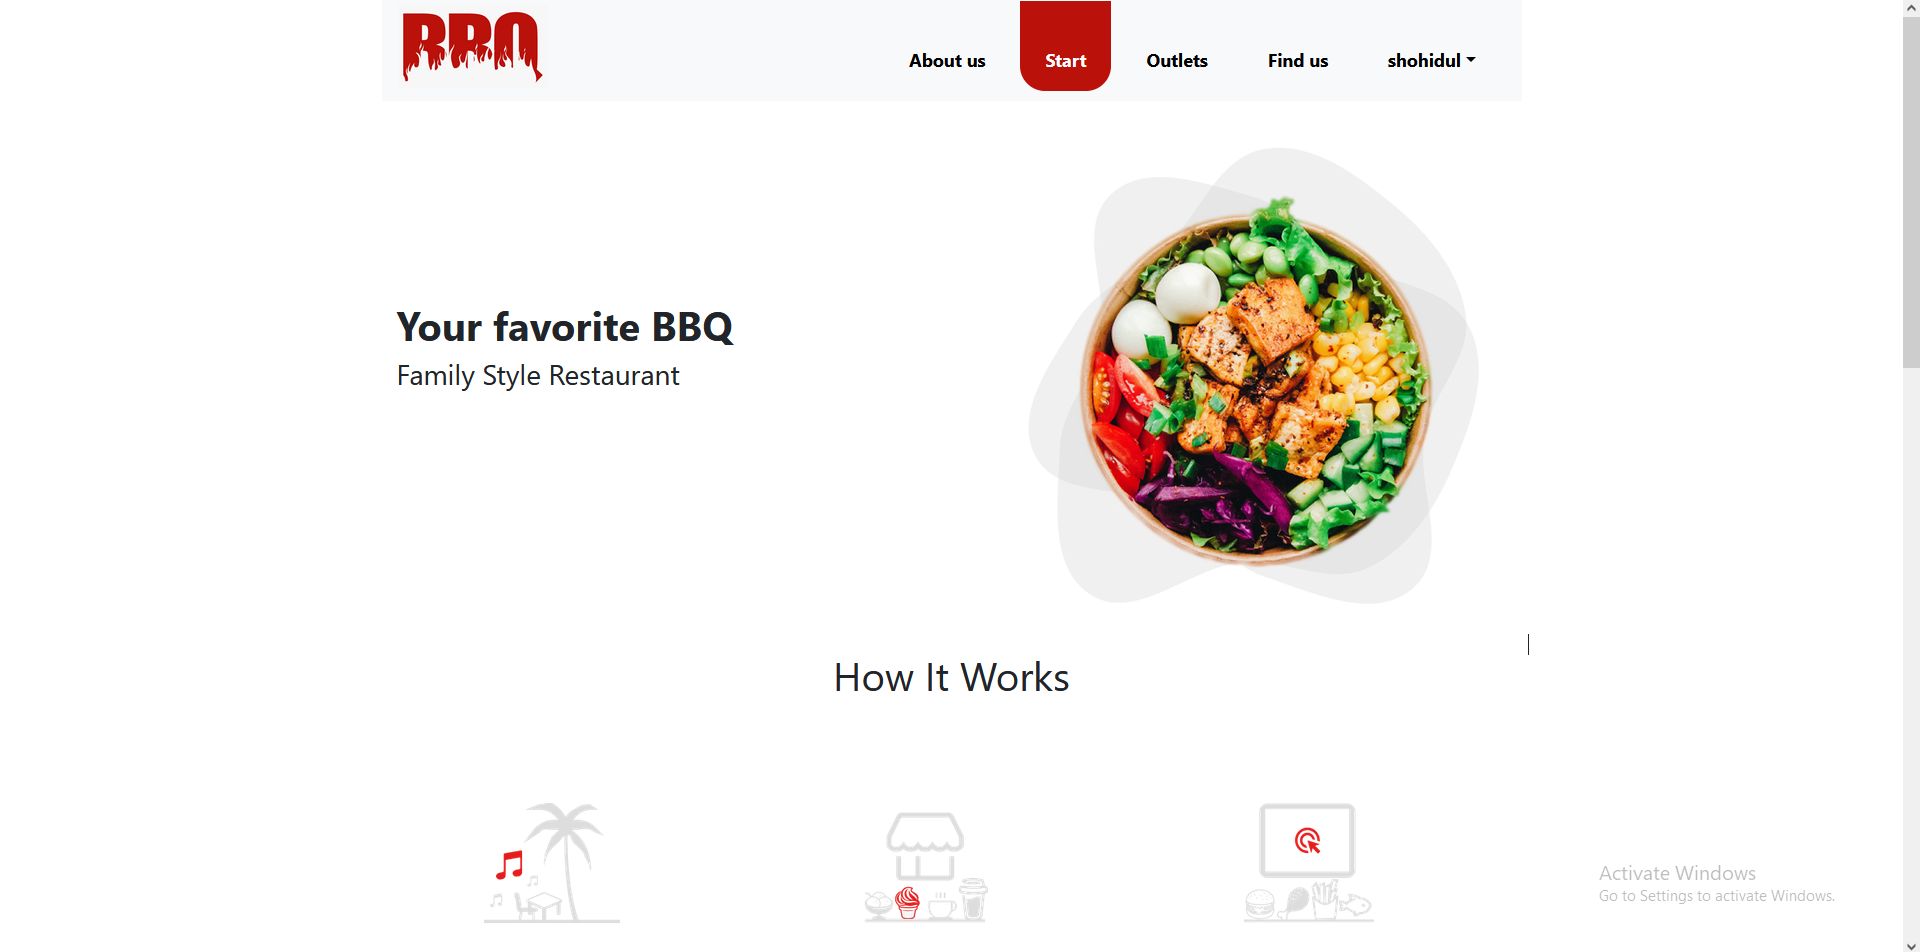 BBQ
About us
Start
Outlets
Find us
shohidul
Your favorite BBQ
Family Style Restaurant
How It Works
Activate Windows
Go to Settings to activate Windows.